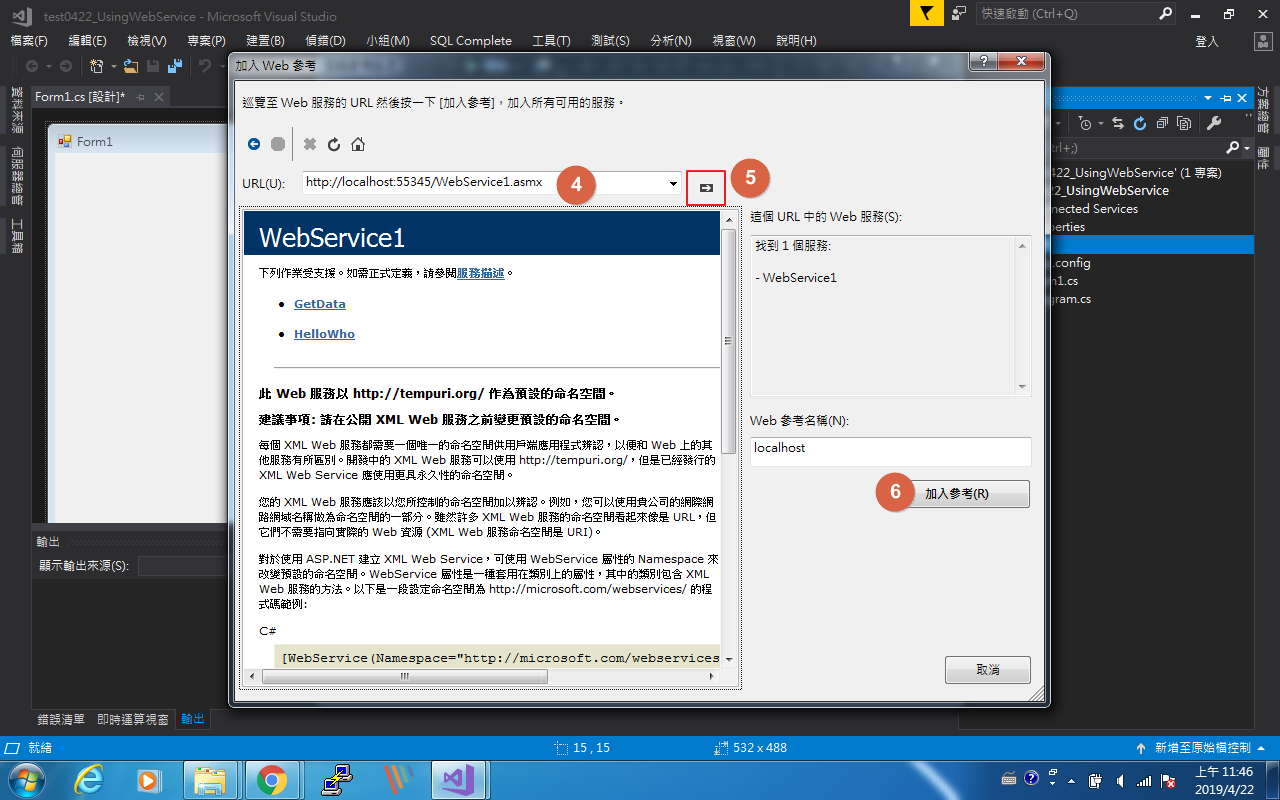 test0422_UsingWebService - Microsoft Visual Studio
快速啟動 (Ctrl+Q)
檔案(F) 編輯(E) 檢視(V) 專案(P) 建置(B) 偵錯(D) 小組(M) SQL Complete 工具(T) 測試(S) 分析(N) 視窗(W) 說明(H)
登入
加入 Web 參考
資料來源
伺服器總管
工具箱
Form1.cs [設計]*
Form1
巡覽至 Web 服務的 URL 然後按一下 [加入參考]，加入所有可用的服務。
URL(U):
http://localhost:55345/WebService1.asmx
4
5
WebService1
下列作業受支援。如需正式定義，請參閱服務描述。
GetData
HelloWho
此 Web 服務以 http://tempuri.org/ 作為預設的命名空間。
建議事項: 請在公開 XML Web 服務之前變更預設的命名空間。
每個 XML Web 服務都需要一個唯一的命名空間供用戶端應用程式辨認，以便和 Web 上的其
他服務有所區別。開發中的 XML Web 服務可以使用 http://tempuri.org/，但是已經發行的
XML Web Service 應使用更具永久性的命名空間。
您的 XML Web 服務應該以您所控制的命名空間加以辨認。例如，您可以使用貴公司的網際網
路網域名稱做為命名空間的一部分。雖然許多 XML Web 服務的命名空間看起來像是 URL，但
它們不需要指向實際的 Web 資源 (XML Web 服務命名空間是 URI)。
對於使用 ASP.NET 建立 XML Web Service，可使用 WebService 屬性的 Namespace 來
改變預設的命名空間。WebService 屬性是一種套用在類別上的屬性，其中的類別包含 XML
Web 服務的方法。以下是一段設定命名空間為 http://microsoft.com/webservices/ 的程
式碼範例:
C#
[WebService(Namespace="http://microsoft.com/webservices
這個 URL 中的 Web 服務(S):
找到 1 個服務:
- WebService1
Web 參考名稱(N):
localhost
6
加入參考(R)
取消
方案總管
屬性
trl+;)
0422_UsingWebService' (1 專案)
22_UsingWebService
nected Services
perties
.config
m1.cs
gram.cs
輸出
顯示輸出來源(S):
錯誤清單 即時運算視窗 輸出
就緒
15 , 15
532 x 488
新增至原始檔控制
上午 11:46
2019/4/22